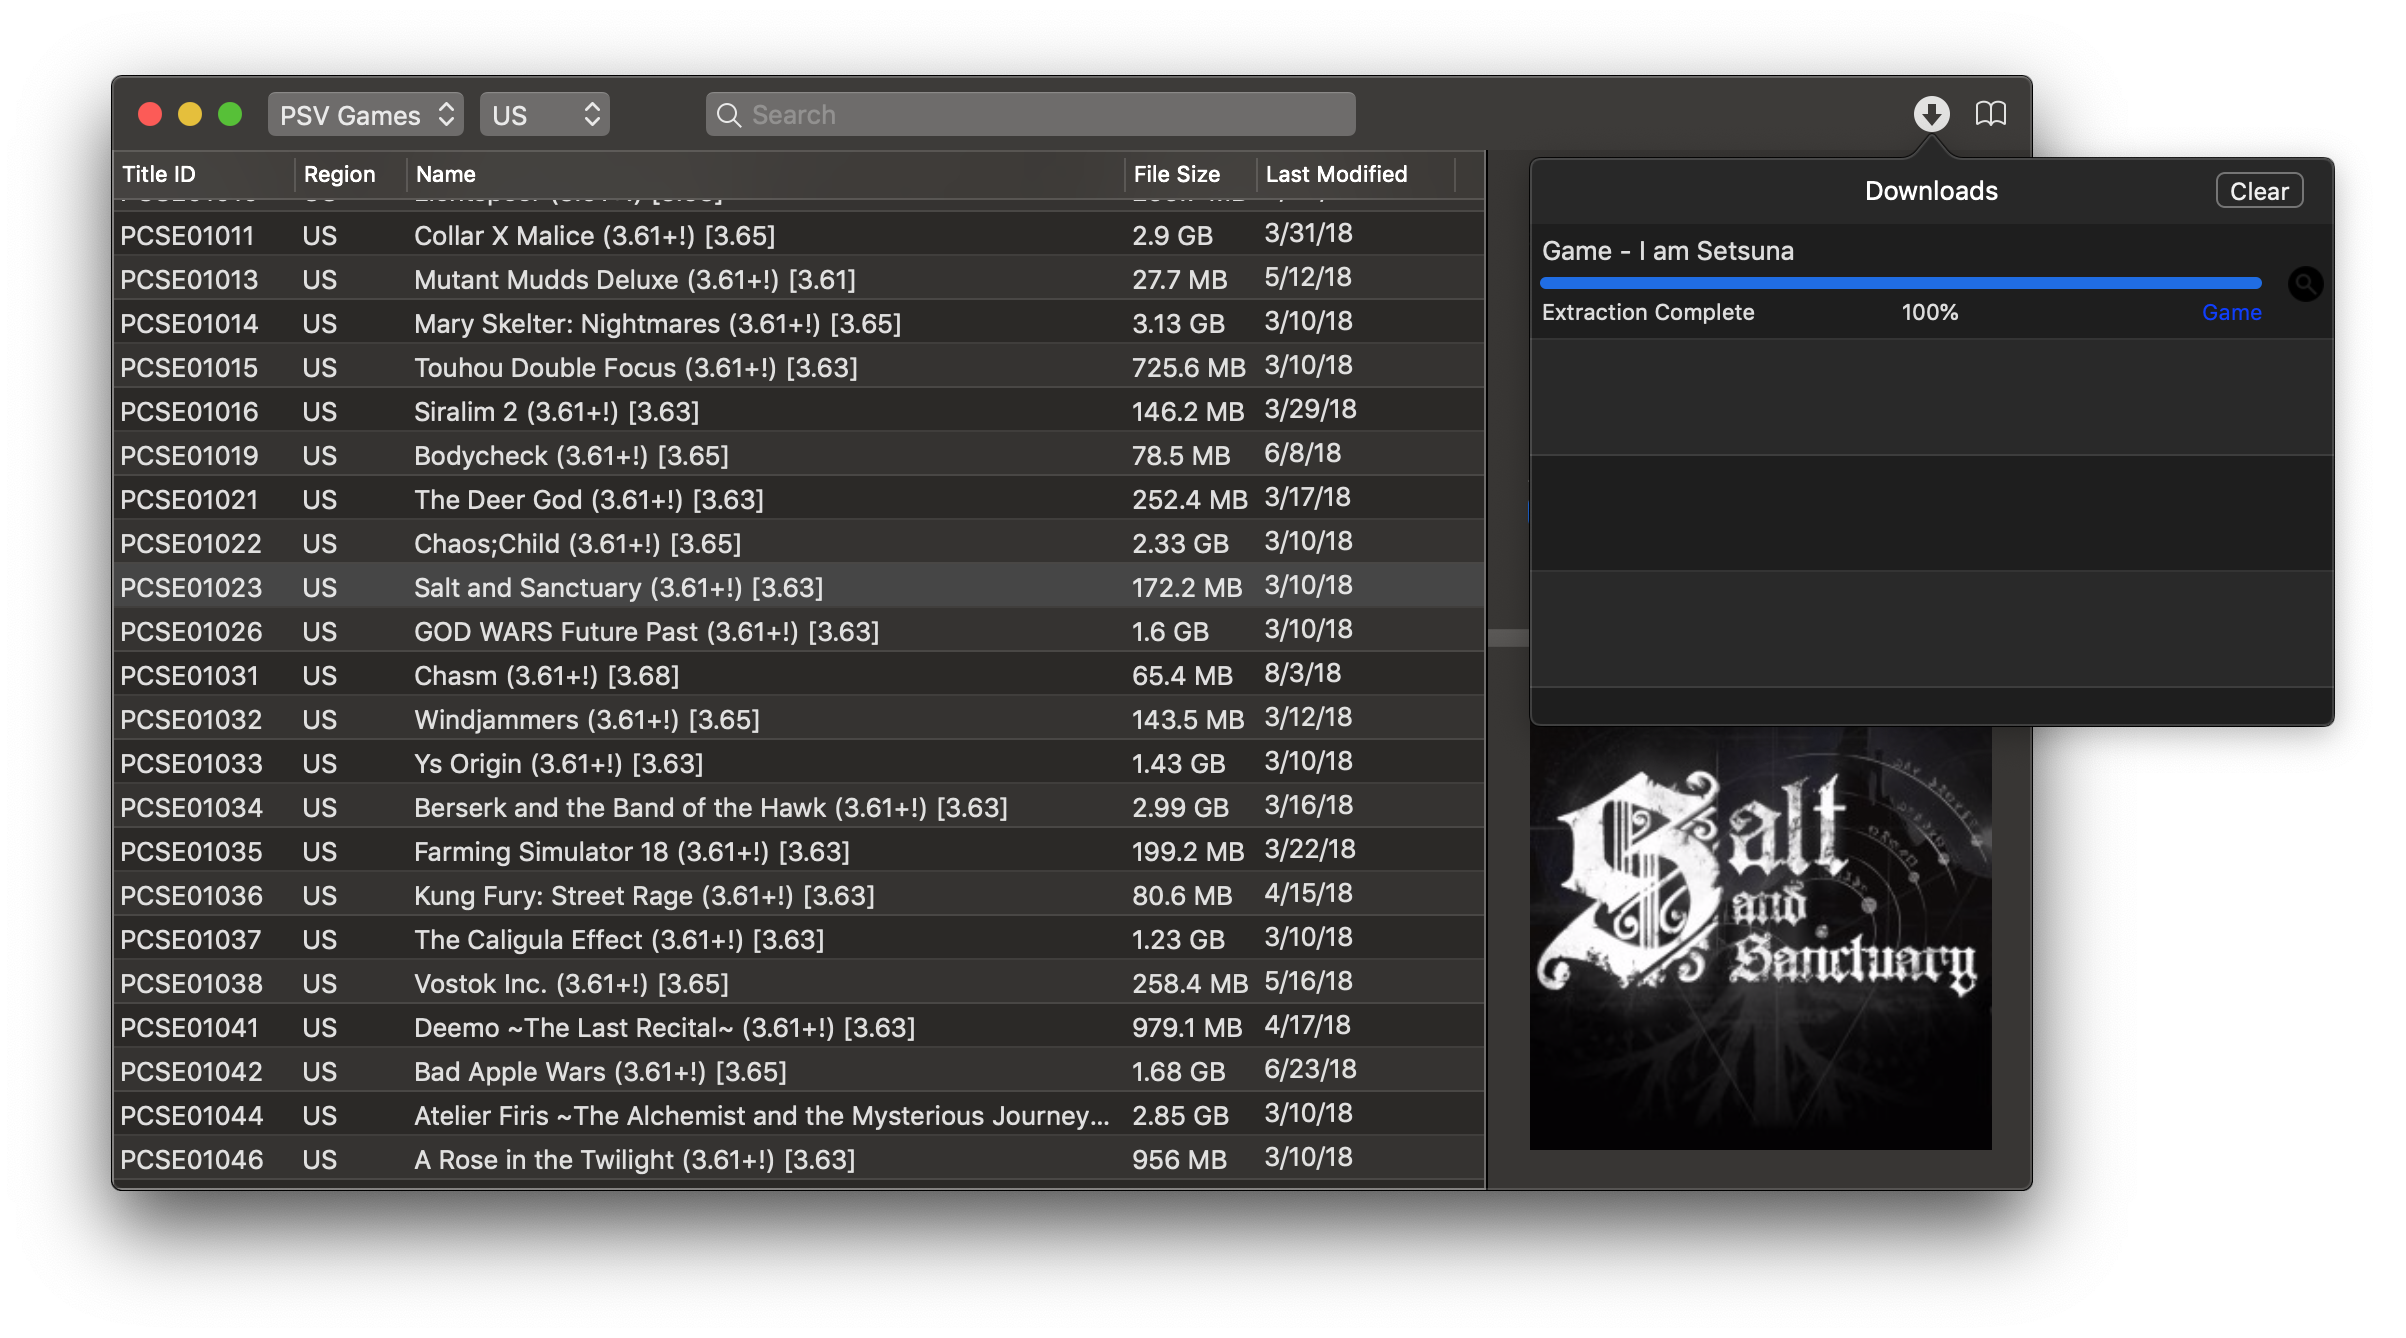 PSV Games
US
Search
Title ID Region Name File Size Last Modified
PCSE01011 US Collar X Malice (3.61+!) [3.65] 2.9 GB 3/31/18
PCSE01013 US Mutant Mudds Deluxe (3.61+!) [3.61] 27.7 MB 5/12/18
PCSE01014 US Mary Skelter: Nightmares (3.61+!) [3.65] 3.13 GB 3/10/18
PCSE01015 US Touhou Double Focus (3.61+!) [3.63] 725.6 MB 3/10/18
PCSE01016 US Siralim 2 (3.61+!) [3.63] 146.2 MB 3/29/18
PCSE01019 US Bodycheck (3.61+!) [3.65] 78.5 MB 6/8/18
PCSE01021 US The Deer God (3.61+!) [3.63] 252.4 MB 3/17/18
PCSE01022 US Chaos;Child (3.61+!) [3.65] 2.33 GB 3/10/18
PCSE01023 US Salt and Sanctuary (3.61+!) [3.63] 172.2 MB 3/10/18
PCSE01026 US GOD WARS Future Past (3.61+!) [3.63] 1.6 GB 3/10/18
PCSE01031 US Chasm (3.61+!) [3.68] 65.4 MB 8/3/18
PCSE01032 US Windjammers (3.61+!) [3.65] 143.5 MB 3/12/18
PCSE01033 US Ys Origin (3.61+!) [3.63] 1.43 GB 3/10/18
PCSE01034 US Berserk and the Band of the Hawk (3.61+!) [3.63] 2.99 GB 3/16/18
PCSE01035 US Farming Simulator 18 (3.61+!) [3.63] 199.2 MB 3/22/18
PCSE01036 US Kung Fury: Street Rage (3.61+!) [3.63] 80.6 MB 4/15/18
PCSE01037 US The Caligula Effect (3.61+!) [3.63] 1.23 GB 3/10/18
PCSE01038 US Vostok Inc. (3.61+!) [3.65] 258.4 MB 5/16/18
PCSE01041 US Deemo ~The Last Recital~ (3.61+!) [3.63] 979.1 MB 4/17/18
PCSE01042 US Bad Apple Wars (3.61+!) [3.65] 1.68 GB 6/23/18
PCSE01044 US Atelier Firis ~The Alchemist and the Mysterious Journey... 2.85 GB 3/10/18
PCSE01046 US A Rose in the Twilight (3.61+!) [3.63] 956 MB 3/10/18
Downloads
Clear
Game - I am Setsuna
Extraction Complete 100% Game
Salt
and
Sanctuary